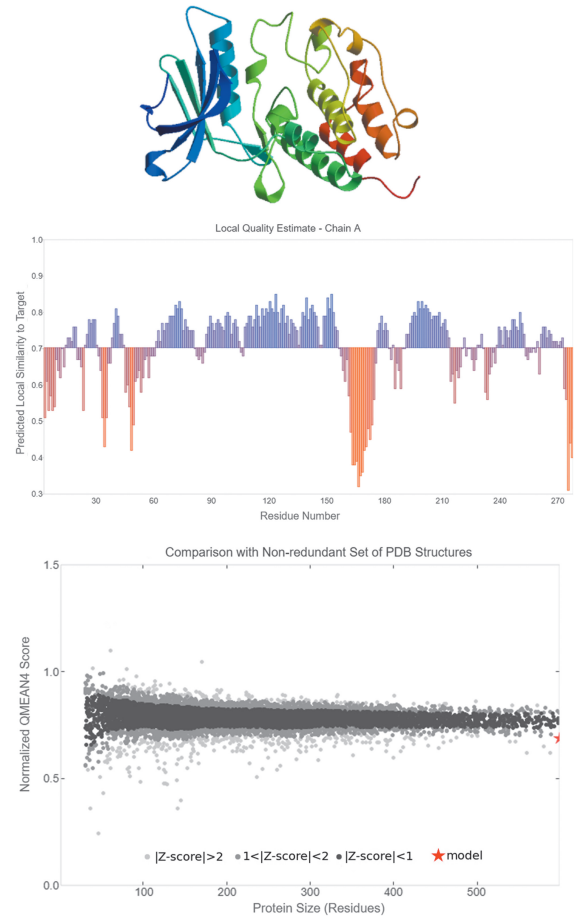 Local Quality Estimate - Chain A
Predicted Local Similarity to Target
1.0
0.9
0.8
0.7
0.6
0.5
0.4
0.3
30 60 90 120 150 180 210 240 270
Residue Number
Comparison with Non-redundant Set of PDB Structures
Normalized QMEAN4 Score
1.5
1.0
0.5
0.0
|Z-score|>2 1<|Z-score|<2 |Z-score|<1 model
100 200 300 400 500
Protein Size (Residues)